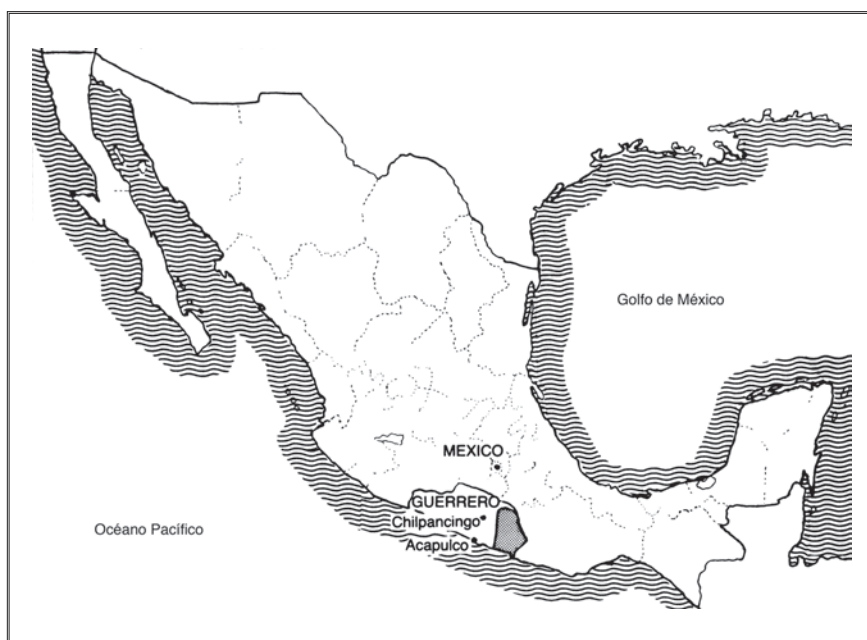 Golfo de México
MEXICO
GUERRERO
Chilpancingo
Océano Pacífico
Acapulco